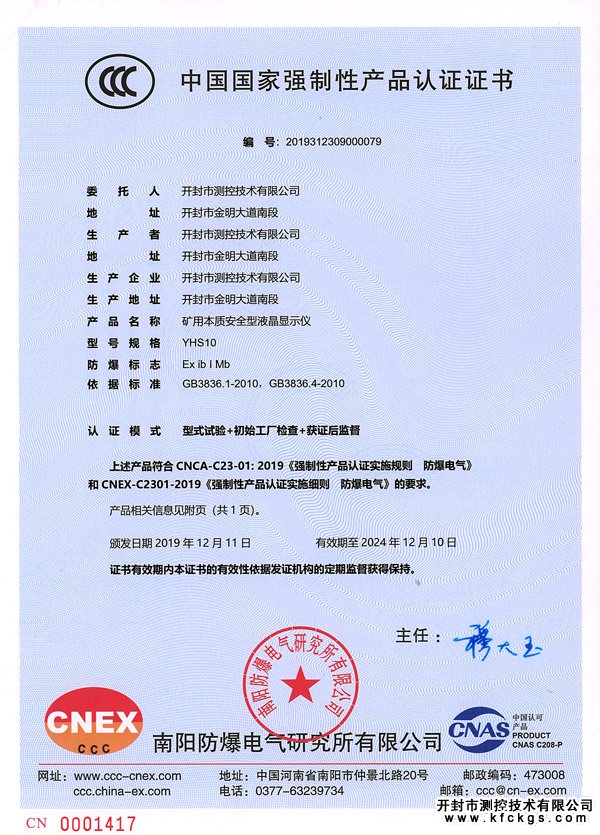 CCC 中国国家强制性产品认证证书
编 号: 2019312309000079
委托人 开封市测控技术有限公司
地址 开封市金明大道南段
生产者 开封市测控技术有限公司
地址 开封市金明大道南段
生产企业 开封市测控技术有限公司
生产地址 开封市金明大道南段
产品名称 矿用本质安全型液晶显示仪
型号规格 YHS10
防爆标志 Ex ib I Mb
依据标准 GB3836.1-2010，GB3836.4-2010
认证模式 型式试验+初始工厂检查+获证后监督
上述产品符合 CNCA-C23-01: 2019《强制性产品认证实施规则 防爆电气》
和 CNEX-C2301-2019《强制性产品认证实施细则 防爆电气》的要求。
产品相关信息见附页（共 1 页）。
颁发日期 2019 年 12 月 11 日 有效期至 2024 年 12 月 10 日
证书有效期内本证书的有效性依据发证机构的定期监督获得保持。
主任： 穆大玉
南阳防爆电气研究所有限公司
CNEX
CCC
南阳防爆电气研究所有限公司
CNAS
中国认可
产品
PRODUCT
CNAS C208-P
网址: www.ccc-cnex.com 地址: 中国河南省南阳市仲景北路20号 邮政编码: 473008
ccc.china-ex.com 电话: 0377-63239734 邮箱: ccc@cn-ex.com
CN 0001417
开封市测控技术有限公司
www.kfckgs.com